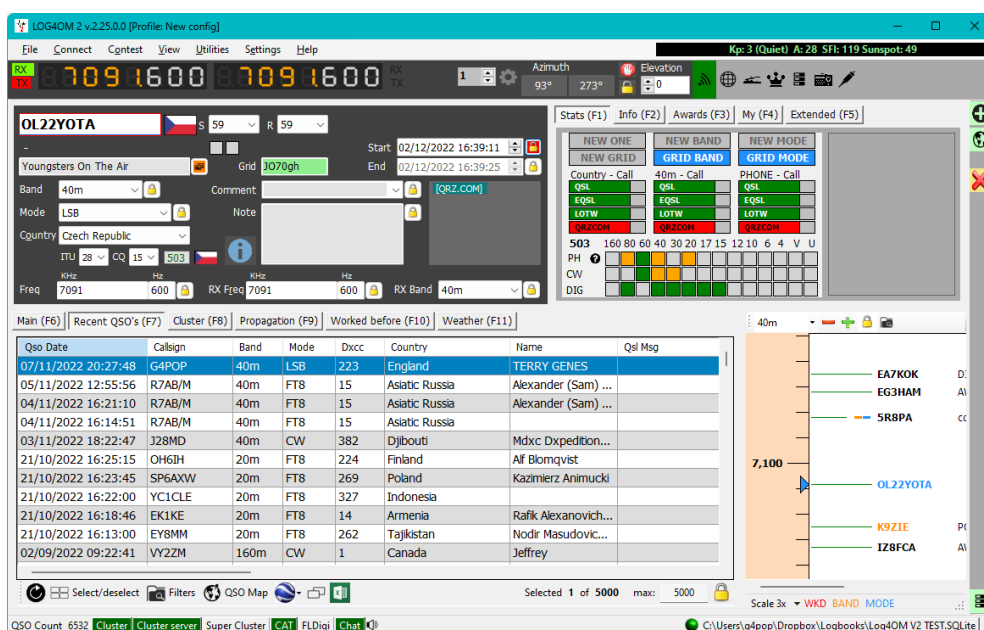 LOG4OM 2 v.2.25.0.0 [Profile: New config]
File Connect Contest View Utilities Settings Help
Kp: 3 (Quiet) A: 28 SFI: 119 Sunspot: 49
RX TX 7091.600 7091.600 RX TX 1
Azimuth 93° 273°
Elevation 0
OL22YOTA S 59 R 59
-
Start 02/12/2022 16:39:11
Youngsters On The Air Grid JO70gh End 02/12/2022 16:39:25
Band 40m Comment [QRZ.COM]
Mode LSB Note
Country Czech Republic
ITU 28 CQ 15 503
KHz Hz KHz Hz
Freq 7091 600 RX Freq 7091 600 RX Band 40m
Stats (F1) Info (F2) Awards (F3) My (F4) Extended (F5)
NEW ONE NEW BAND NEW MODE
NEW GRID GRID BAND GRID MODE
Country - Call 40m - Call PHONE - Call
QSL QSL QSL
EQSL EQSL EQSL
LOTW LOTW LOTW
QRZCOM QRZCOM QRZCOM
503 160 80 60 40 30 20 17 15 12 10 6 4 V U
PH
CW
DIG
Main (F6) Recent QSO's (F7) Cluster (F8) Propagation (F9) Worked before (F10) Weather (F11)
Qso Date Callsign Band Mode Dxcc Country Name Qsl Msg
07/11/2022 20:27:48 G4POP 40m LSB 223 England TERRY GENES
05/11/2022 12:55:56 R7AB/M 40m FT8 15 Asiatic Russia Alexander (Sam) ...
04/11/2022 16:21:10 R7AB/M 40m FT8 15 Asiatic Russia Alexander (Sam) ...
04/11/2022 16:14:51 R7AB/M 40m FT8 15 Asiatic Russia
03/11/2022 18:22:47 J28MD 40m CW 382 Djibouti Mdxc Dxpedition...
21/10/2022 16:25:15 OH6IH 20m FT8 224 Finland Alf Blomqvist
21/10/2022 16:23:45 SP6AXW 20m FT8 269 Poland Kazimierz Animucki
21/10/2022 16:22:00 YC1CLE 20m FT8 327 Indonesia
21/10/2022 16:18:46 EK1KE 20m FT8 14 Armenia Rafik Alexanovich...
21/10/2022 16:13:00 EY8MM 20m FT8 262 Tajikistan Nodir Masudovic...
02/09/2022 09:22:41 VY2ZM 160m CW 1 Canada Jeffrey
Select/deselect Filters QSO Map Selected 1 of 5000 max: 5000
40m
EA7KOK
EG3HAM
5R8PA
7,100
OL22YOTA
K9ZIE
IZ8FCA
Scale 3x WKD BAND MODE
QSO Count 6532 Cluster Cluster server Super Cluster CAT FLDigi Chat
C:\Users\g4pop\Dropbox\Logbooks\Log4OM V2 TEST.SQLite